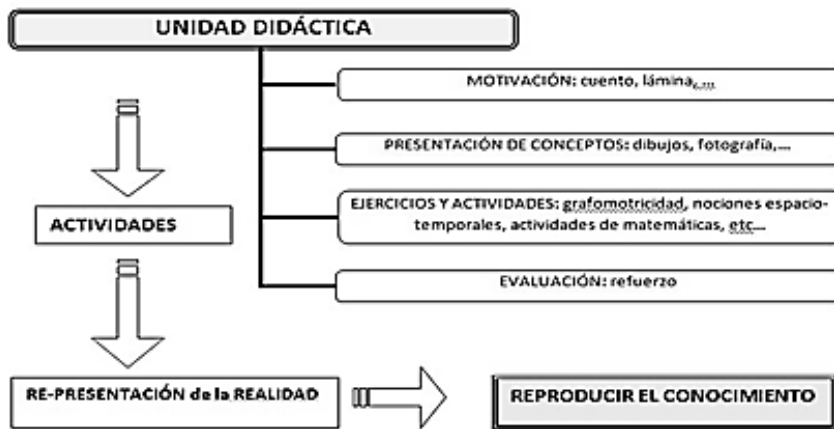 UNIDAD DIDÁCTICA
MOTIVACIÓN: cuento, lámina,...
PRESENTACIÓN DE CONCEPTOS: dibujos, fotografía,...
EJERCICIOS Y ACTIVIDADES: grafomotricidad, nociones espacio-
temporales, actividades de matemáticas, etc...
ACTIVIDADES
EVALUACIÓN: refuerzo
RE-PRESENTACIÓN de la REALIDAD
REPRODUCIR EL CONOCIMIENTO